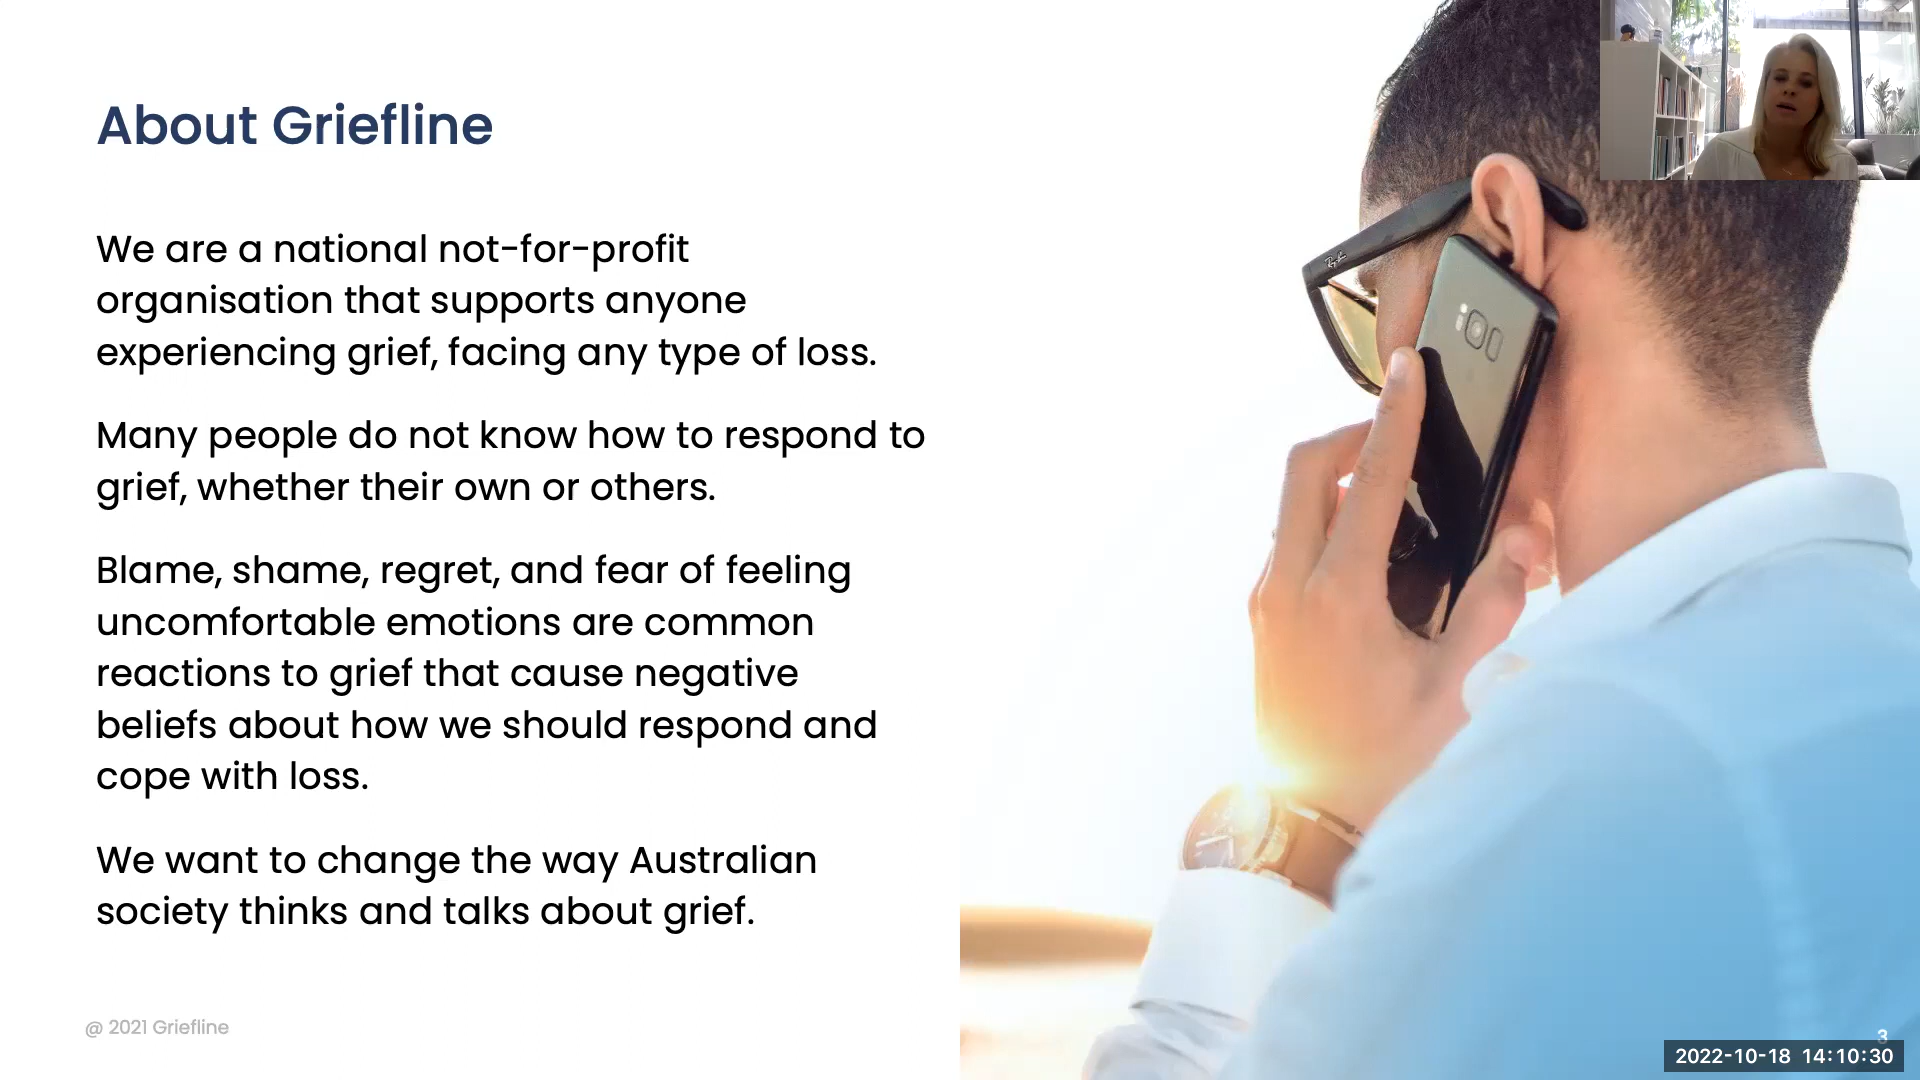 About Griefline
We are a national not-for-profit
organisation that supports anyone
experiencing grief, facing any type of loss.
Many people do not know how to respond to
grief, whether their own or others.
Blame, shame, regret, and fear of feeling
uncomfortable emotions are common
reactions to grief that cause negative
beliefs about how we should respond and
cope with loss.
We want to change the way Australian
society thinks and talks about grief.
@ 2021 Griefline
Ray-Ban
3
2022-10-18 14:10:30